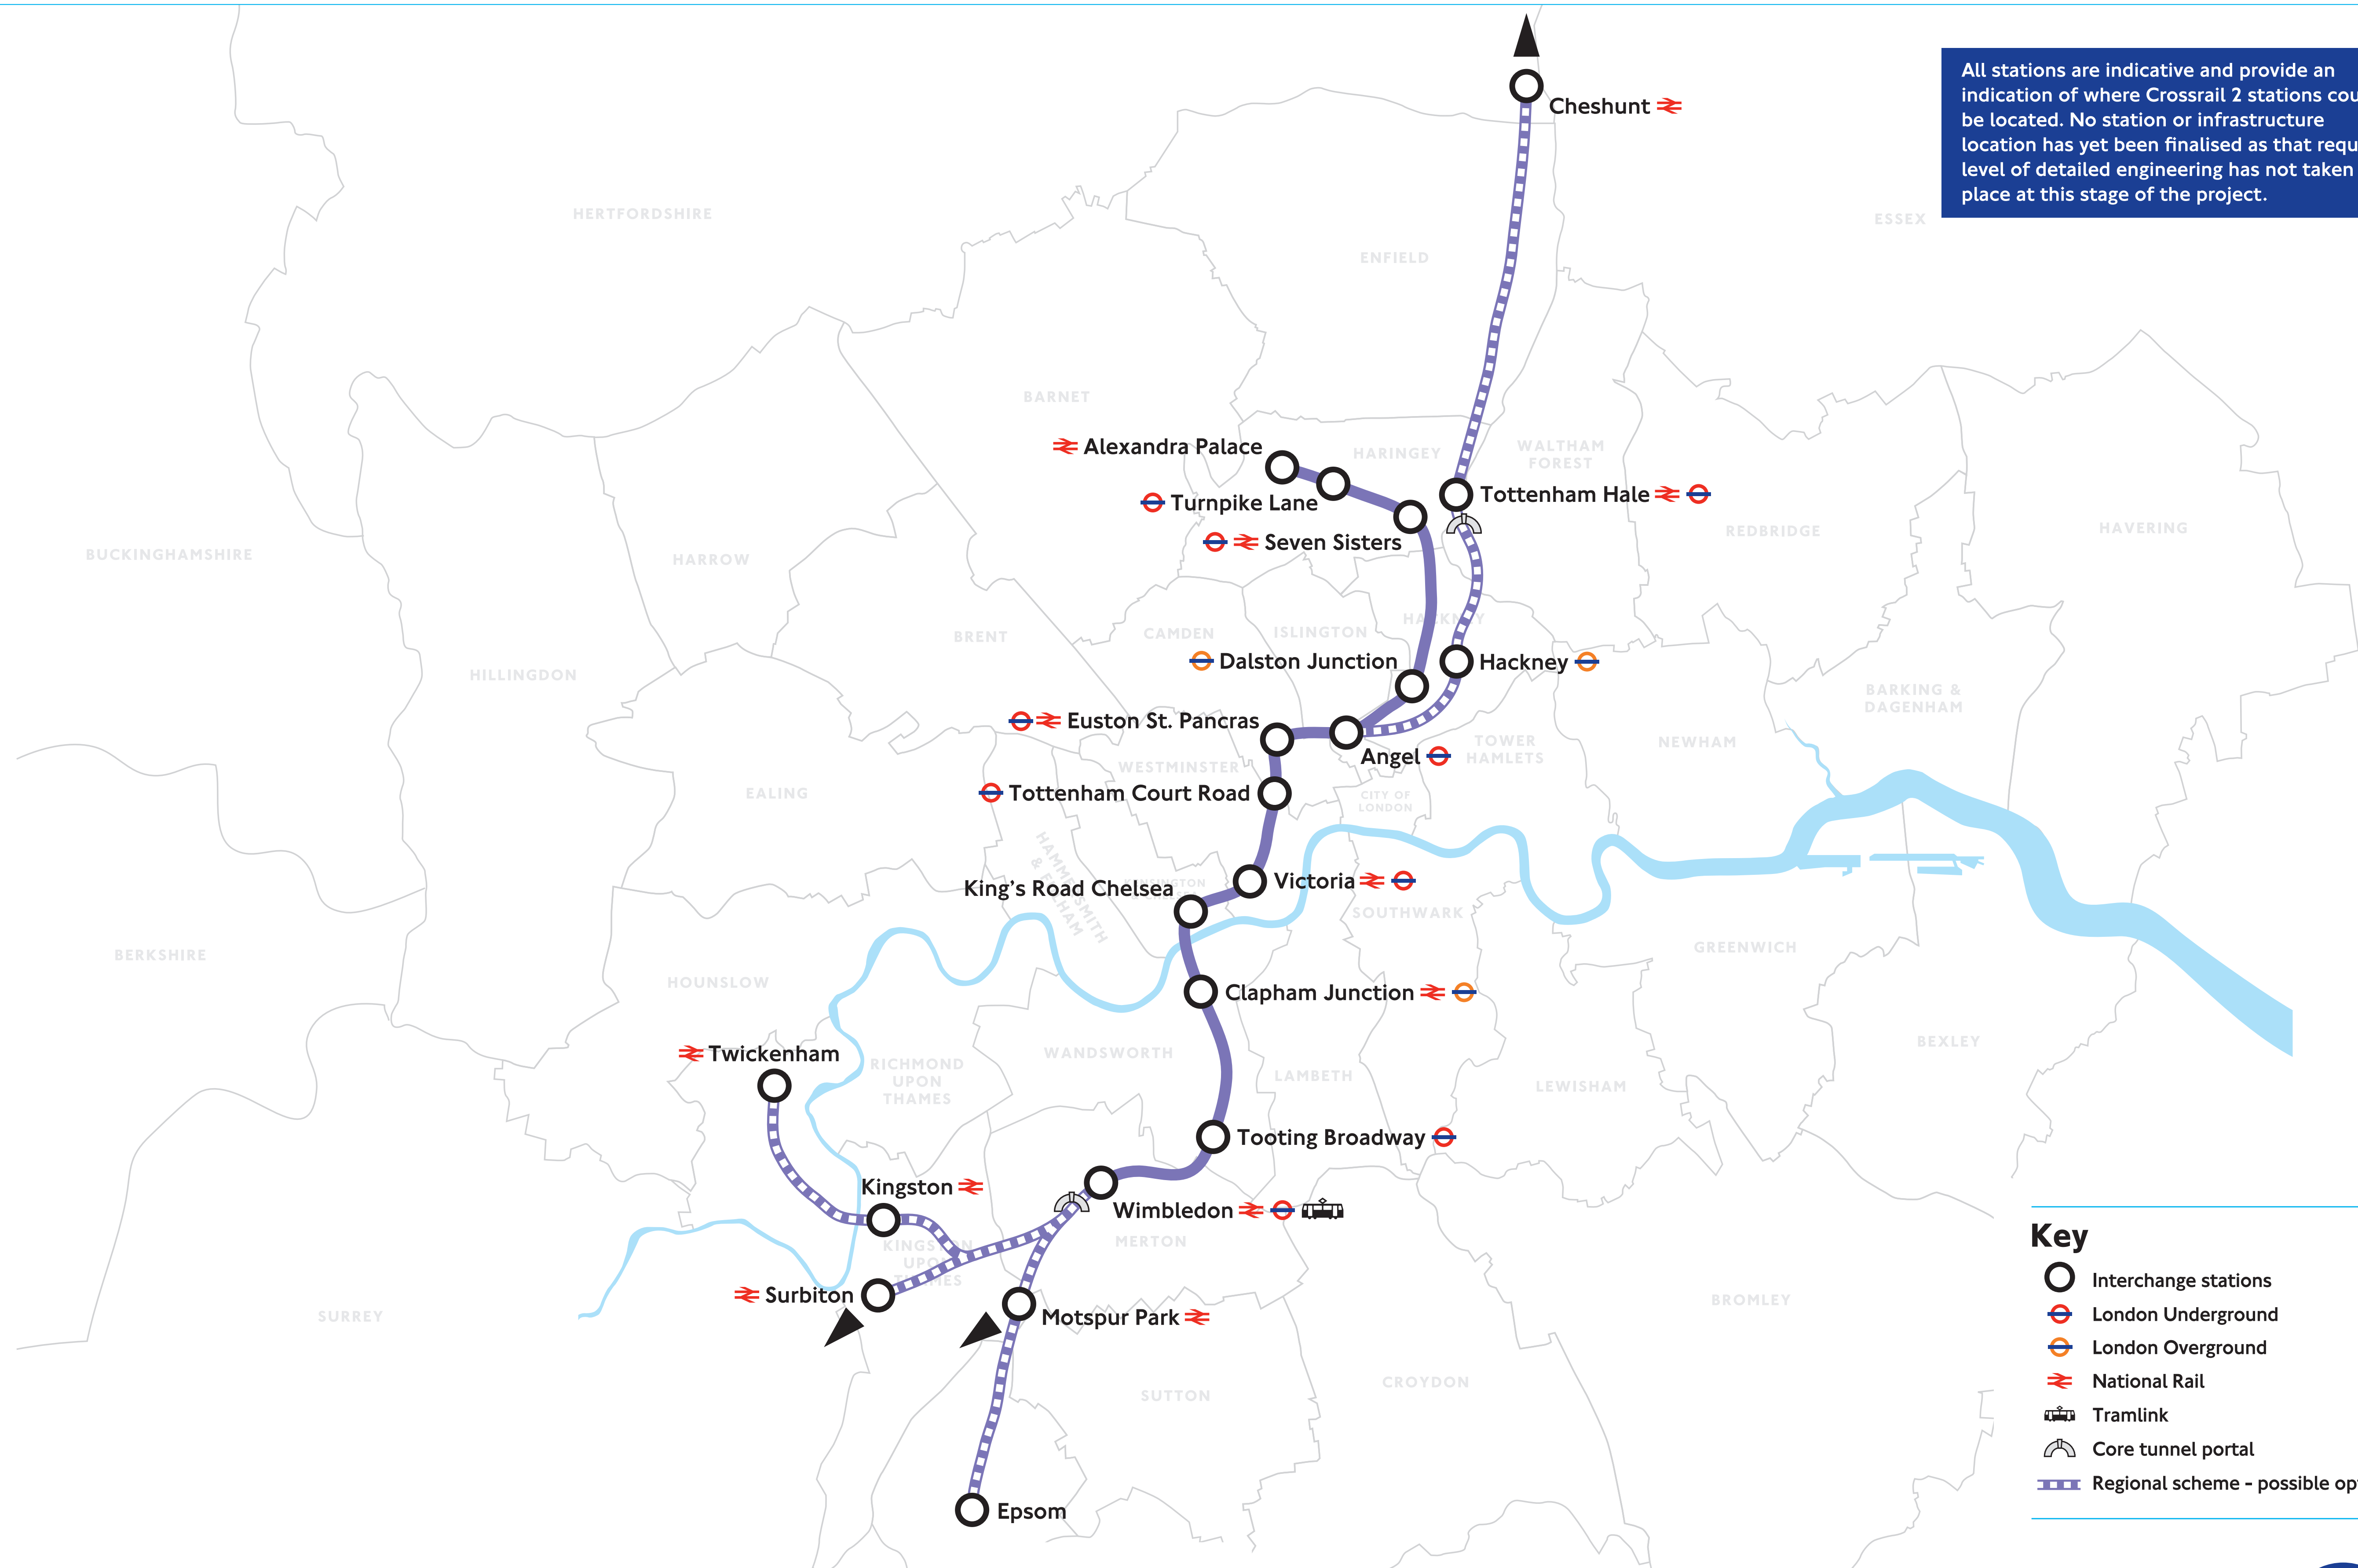 All stations are indicative and provide an
indication of where Crossrail 2 stations cou
be located. No station or infrastructure
location has yet been finalised as that requ
level of detailed engineering has not taken
place at this stage of the project.
Cheshunt
HERTFORDSHIRE
ESSEX
ENFIELD
BARNET
Alexandra Palace
HARINGEY
WALTHAM
FOREST
Turnpike Lane
Tottenham Hale
Seven Sisters
REDBRIDGE
HAVERING
BUCKINGHAMSHIRE
HARROW
HACKNEY
BRENT
CAMDEN
ISLINGTON
Dalston Junction
Hackney
HILLINGDON
BARKING &
DAGENHAM
Euston St. Pancras
Angel
TOWER
HAMLETS
NEWHAM
WESTMINSTER
EALING
Tottenham Court Road
CITY OF
LONDON
HAMMERSMITH
& FULHAM
King's Road Chelsea
KENSINGTON
Victoria
SOUTHWARK
GREENWICH
BERKSHIRE
HOUNSLOW
Clapham Junction
BEXLEY
Twickenham
RICHMOND
UPON
THAMES
WANDSWORTH
LAMBETH
LEWISHAM
Tooting Broadway
Kingston
Wimbledon
MERTON
KINGSTON
UPON
THAMES
Surbiton
Motspur Park
SURREY
BROMLEY
SUTTON
CROYDON
Epsom
Key
Interchange stations
London Underground
London Overground
National Rail
Tramlink
Core tunnel portal
Regional scheme - possible op